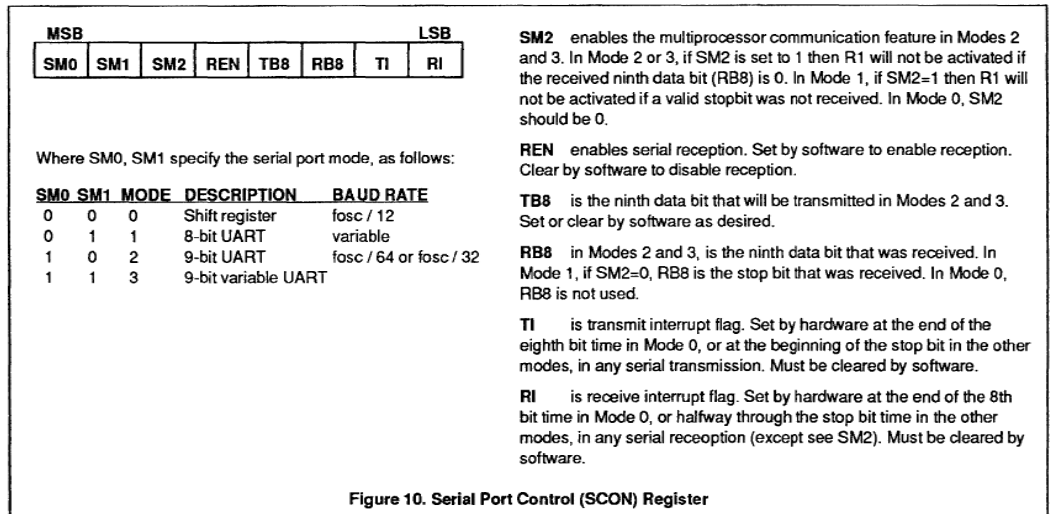 MSB LSB
SM0 SM1 SM2 REN TB8 RB8 TI RI
Where SM0, SM1 specify the serial port mode, as follows:
SM0 SM1 MODE DESCRIPTION BAUD RATE
0 0 0 Shift register fosc / 12
0 1 1 8-bit UART variable
1 0 2 9-bit UART fosc / 64 or fosc / 32
1 1 3 9-bit variable UART
SM2 enables the multiprocessor communication feature in Modes 2
and 3. In Mode 2 or 3, if SM2 is set to 1 then R1 will not be activated if
the received ninth data bit (RB8) is 0. In Mode 1, if SM2=1 then R1 will
not be activated if a valid stopbit was not received. In Mode 0, SM2
should be 0.
REN enables serial reception. Set by software to enable reception.
Clear by software to disable reception.
TB8 is the ninth data bit that will be transmitted in Modes 2 and 3.
Set or clear by software as desired.
RB8 in Modes 2 and 3, is the ninth data bit that was received. In
Mode 1, if SM2=0, RB8 is the stop bit that was received. In Mode 0,
RB8 is not used.
TI is transmit interrupt flag. Set by hardware at the end of the
eighth bit time in Mode 0, or at the beginning of the stop bit in the other
modes, in any serial transmission. Must be cleared by software.
RI is receive interrupt flag. Set by hardware at the end of the 8th
bit time in Mode 0, or halfway through the stop bit time in the other
modes, in any serial receoption (except see SM2). Must be cleared by
software.
Figure 10. Serial Port Control (SCON) Register